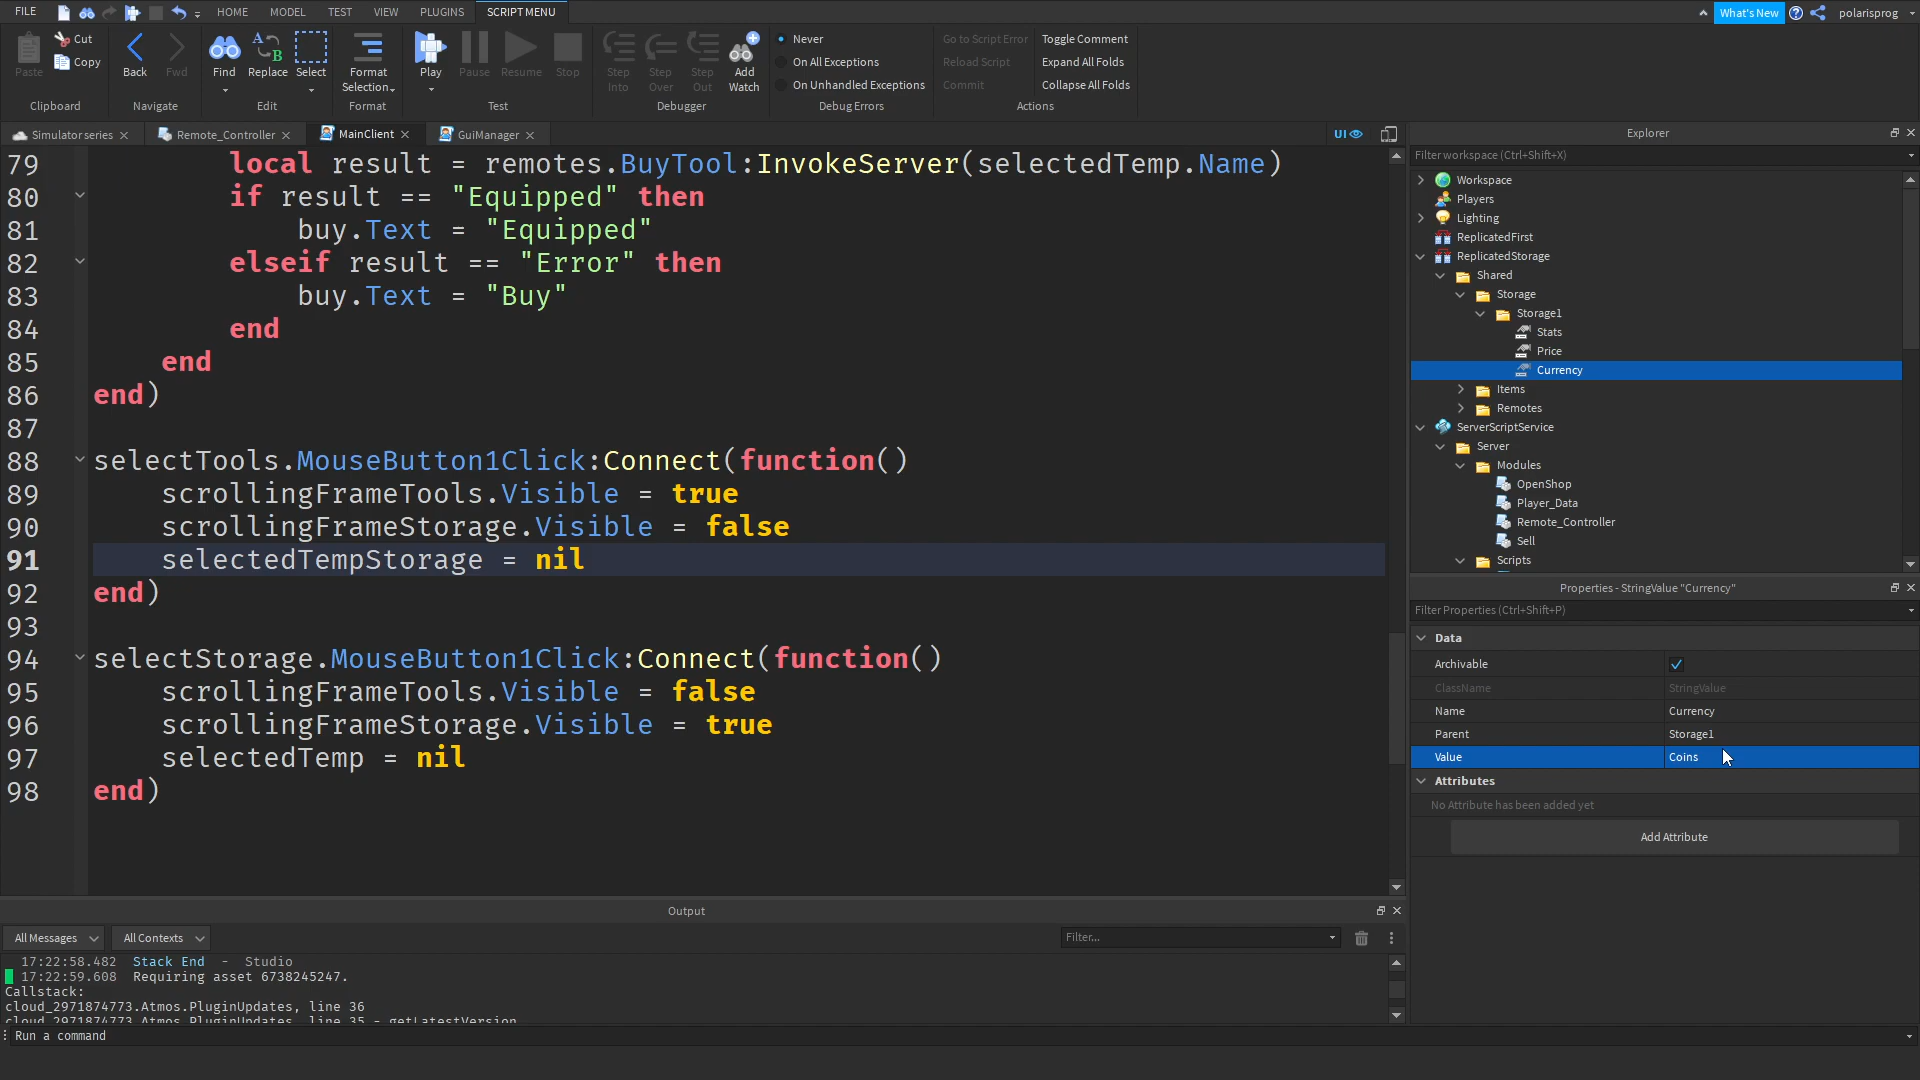 FILE HOME MODEL TEST VIEW PLUGINS SCRIPT MENU What's New polarisprog
Paste Cut Copy Back Fwd Find Replace Select Format Selection Play Pause Resume Stop Step Into Step Over Step Out Add Watch
Never
On All Exceptions
On Unhandled Exceptions
Go to Script Error
Reload Script
Commit
Toggle Comment
Expand All Folds
Collapse All Folds
Clipboard Navigate Edit Format Test Debugger Debug Errors Actions
Simulator series Remote_Controller MainClient GuiManager UI
79 local result = remotes.BuyTool:InvokeServer(selectedTemp.Name)
80 if result == "Equipped" then
81 buy.Text = "Equipped"
82 elseif result == "Error" then
83 buy.Text = "Buy"
84 end
85 end
86 end)
87
88 selectTools.MouseButton1Click:Connect(function()
89 scrollingFrameTools.Visible = true
90 scrollingFrameStorage.Visible = false
91 selectedTempStorage = nil
92 end)
93
94 selectStorage.MouseButton1Click:Connect(function()
95 scrollingFrameTools.Visible = false
96 scrollingFrameStorage.Visible = true
97 selectedTemp = nil
98 end)
Explorer
Filter workspace (Ctrl+Shift+X)
Workspace
Players
Lighting
ReplicatedFirst
ReplicatedStorage
Shared
Storage
Storage1
Stats
Price
Currency
Items
Remotes
ServerScriptService
Server
Modules
OpenShop
Player_Data
Remote_Controller
Sell
Scripts
Properties - StringValue "Currency"
Filter Properties (Ctrl+Shift+P)
Data
Archivable
ClassName StringValue
Name Currency
Parent Storage1
Value Coins
Attributes
No Attribute has been added yet
Add Attribute
Output
All Messages All Contexts Filter...
17:22:58.482 Stack End - Studio
17:22:59.608 Requiring asset 6738245247.
Callstack:
cloud_2971874773.Atmos.PluginUpdates, line 36
cloud_2971874773.Atmos.PluginUpdates, line 35 - getLatestVersion
Run a command